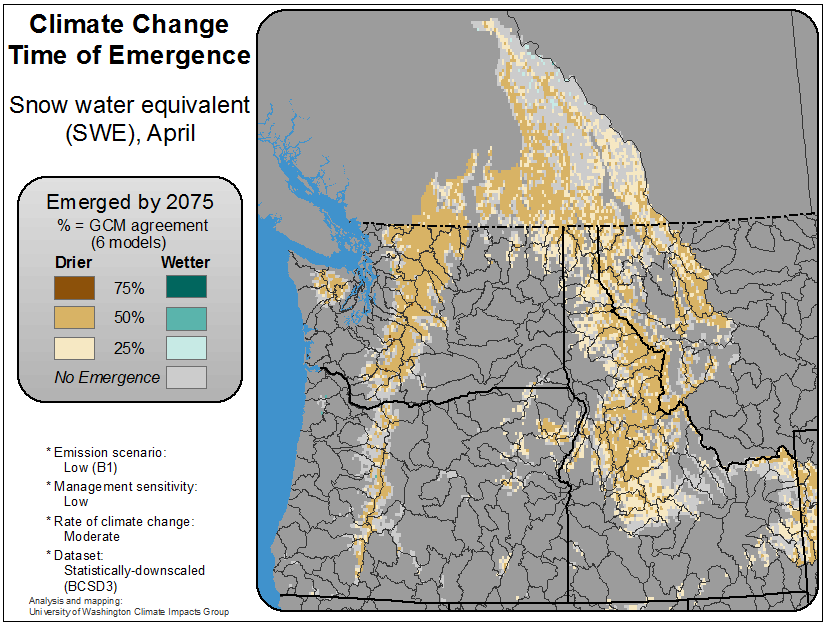 Climate Change
Time of Emergence
Snow water equivalent
(SWE), April
Emerged by 2075
% = GCM agreement
(6 models)
Drier Wetter
75%
50%
25%
No Emergence
* Emission scenario:
Low (B1)
* Management sensitivity:
Low
* Rate of climate change:
Moderate
* Dataset:
Statistically-downscaled
(BCSD3)
Analysis and mapping:
University of Washington Climate Impacts Group